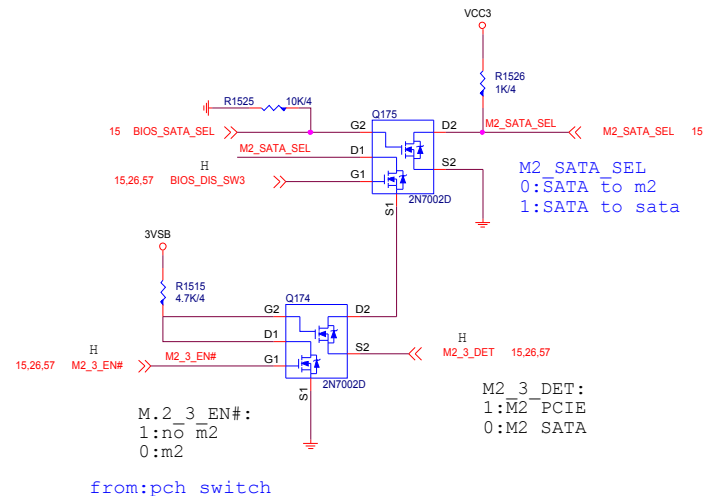 VCC3
R1526
1K/4
R1525
10K/4
Q175
15 BIOS_SATA_SEL
G2
D2
M2_SATA_SEL
M2_SATA_SEL 15
M2_SATA_SEL
D1
S2
H
15,26,57 BIOS_DIS_SW3
G1
2N7002D
S1
M2_SATA_SEL
0:SATA to m2
1:SATA to sata
3VSB
R1515
4.7K/4
Q174
G2
D2
D1
S2
H
M2_3_DET 15,26,57
H
15,26,57 M2_3_EN#
M2_3_EN#
G1
2N7002D
S1
M.2_3_EN#:
1:no m2
0:m2
M2_3_DET:
1:M2 PCIE
0:M2 SATA
from:pch switch